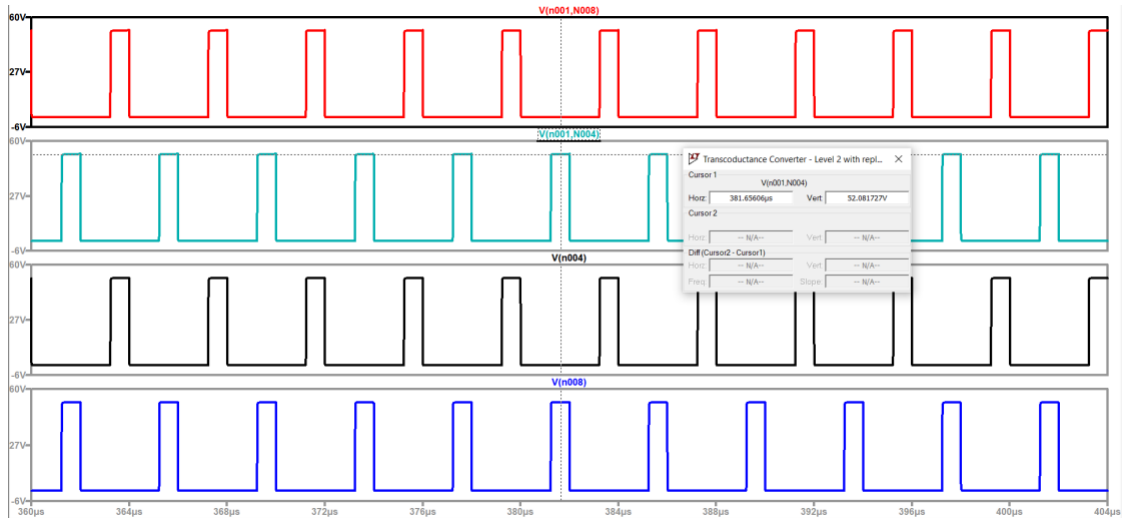 V(n001,N008)
60V
27V
-6V
V(n001,N004)
60V
27V
-6V
V(n004)
60V
27V
-6V
V(n008)
60V
27V
-6V
360µs 364µs 368µs 372µs 376µs 380µs 384µs 388µs 392µs 396µs 400µs 404µs
Transcoductance Converter - Level 2 with repl...
Cursor 1
V(n001,N004)
Horz: 381.65606µs Vert: 52.081727V
Cursor 2
Horz: -- N/A-- Vert: -- N/A--
Diff (Cursor2 - Cursor1)
Horz: -- N/A-- Vert: -- N/A--
Freq: -- N/A-- Slope: -- N/A--